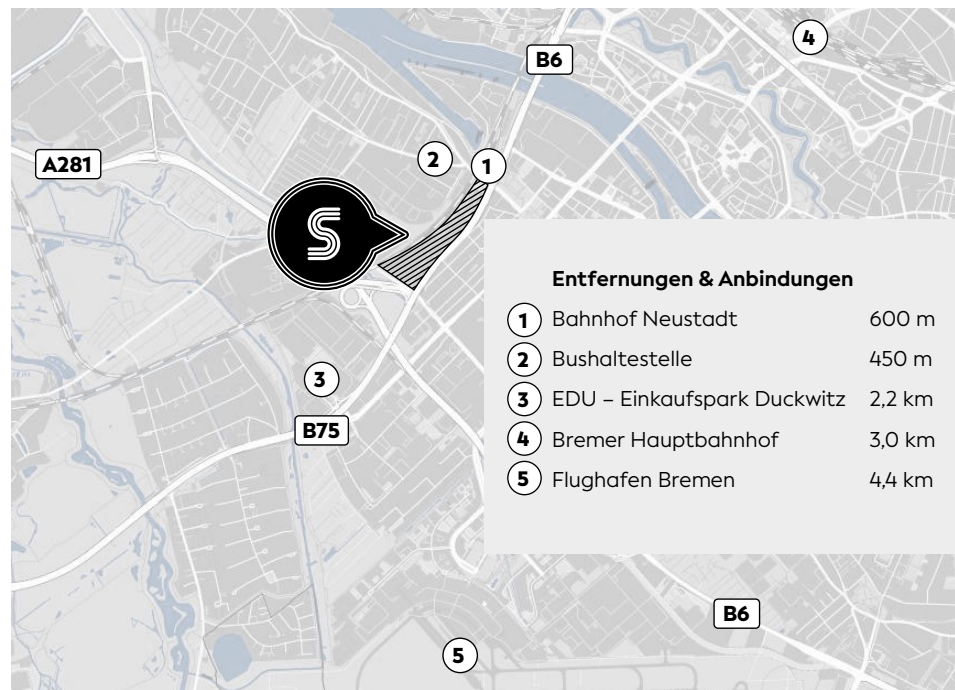 4
B6
A281
2
1
S
Entfernungen & Anbindungen
1 Bahnhof Neustadt 600 m
2 Bushaltestelle 450 m
3 EDU – Einkaufspark Duckwitz 2,2 km
4 Bremer Hauptbahnhof 3,0 km
5 Flughafen Bremen 4,4 km
3
B75
B6
5